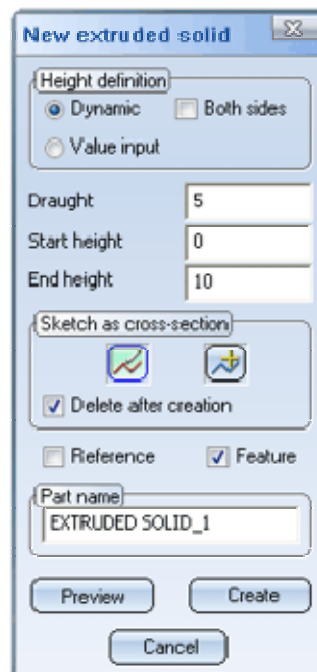 New extruded solid
Height definition
Dynamic Both sides
Value input
Draught 5
Start height 0
End height 10
Sketch as cross-section
Delete after creation
Reference Feature
Part name
EXTRUDED SOLID_1
Preview Create
Cancel